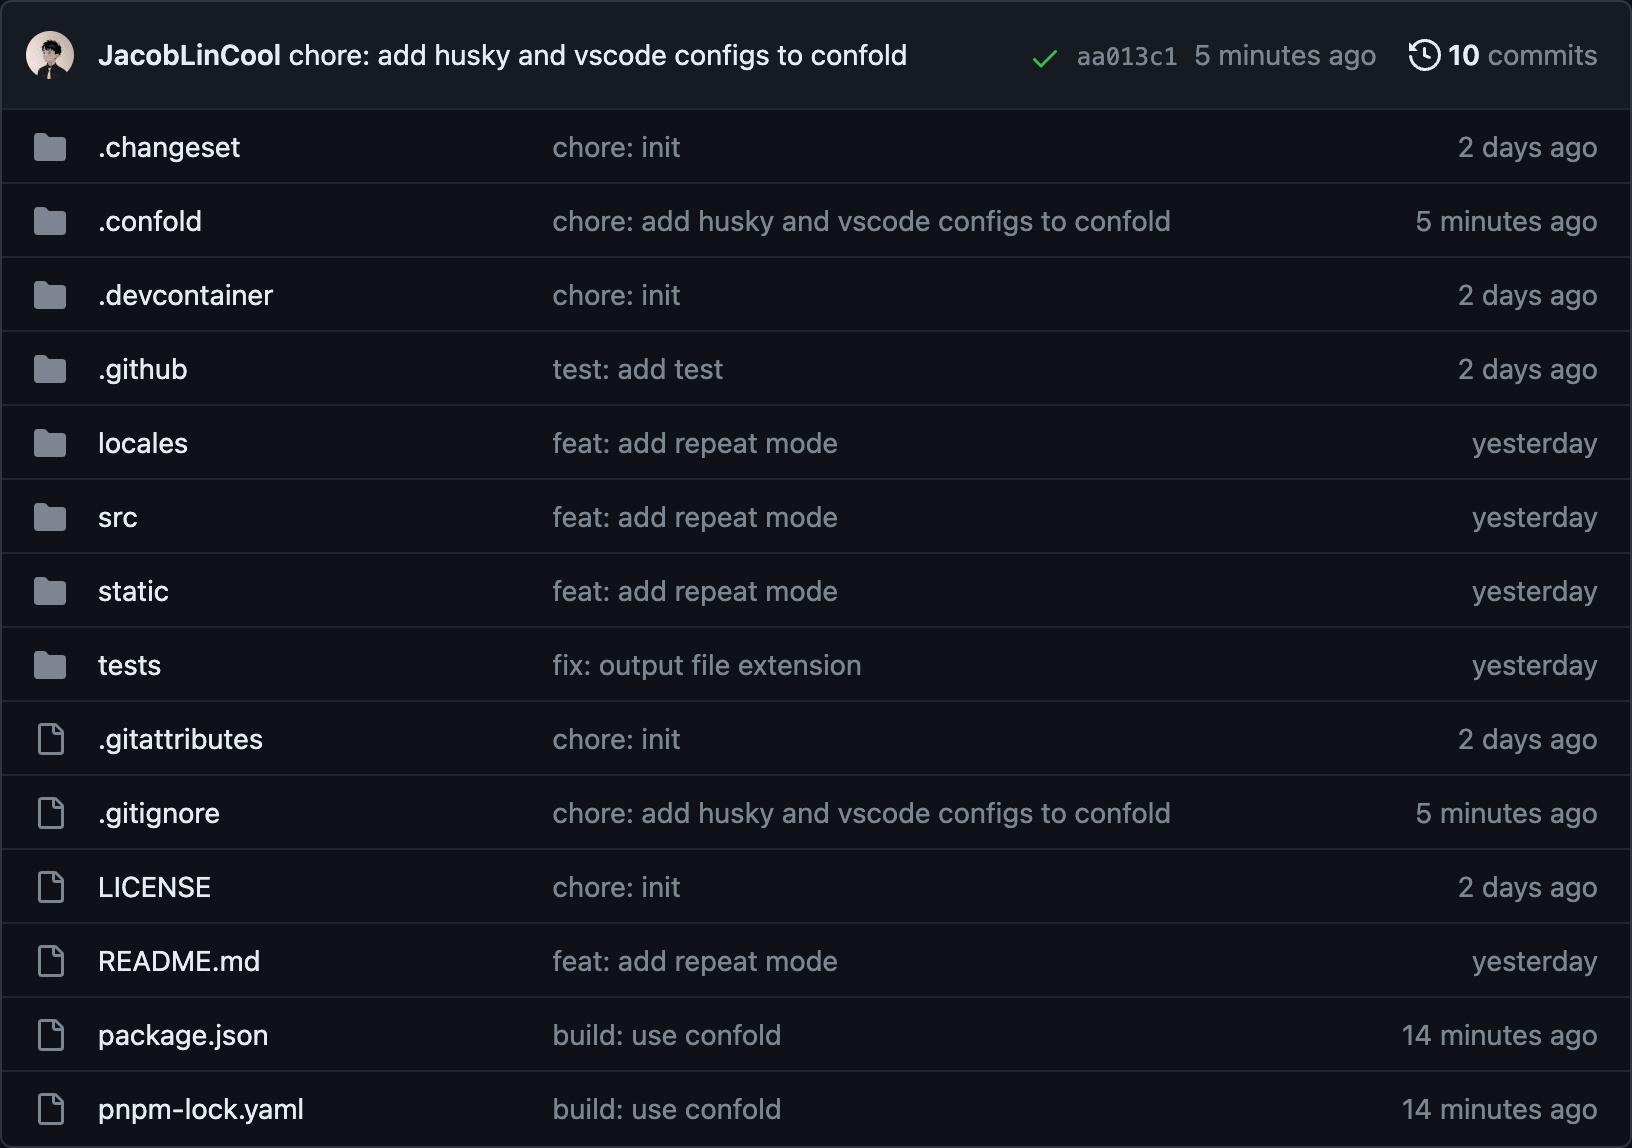 JacobLinCool chore: add husky and vscode configs to confold aa013c1 5 minutes ago 10 commits
.changeset chore: init 2 days ago
.confold chore: add husky and vscode configs to confold 5 minutes ago
.devcontainer chore: init 2 days ago
.github test: add test 2 days ago
locales feat: add repeat mode yesterday
src feat: add repeat mode yesterday
static feat: add repeat mode yesterday
tests fix: output file extension yesterday
.gitattributes chore: init 2 days ago
.gitignore chore: add husky and vscode configs to confold 5 minutes ago
LICENSE chore: init 2 days ago
README.md feat: add repeat mode yesterday
package.json build: use confold 14 minutes ago
pnpm-lock.yaml build: use confold 14 minutes ago